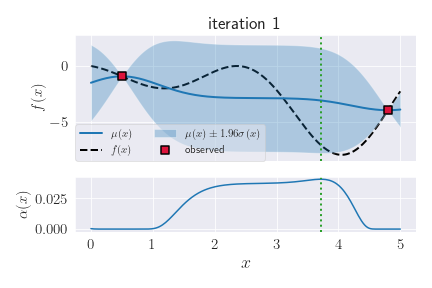 iteration 1
f(x)
0
−5
μ(x)
μ(x) ± 1.96σ(x)
f(x)
observed
α(x)
0.025
0.000
0 1 2 3 4 5
x